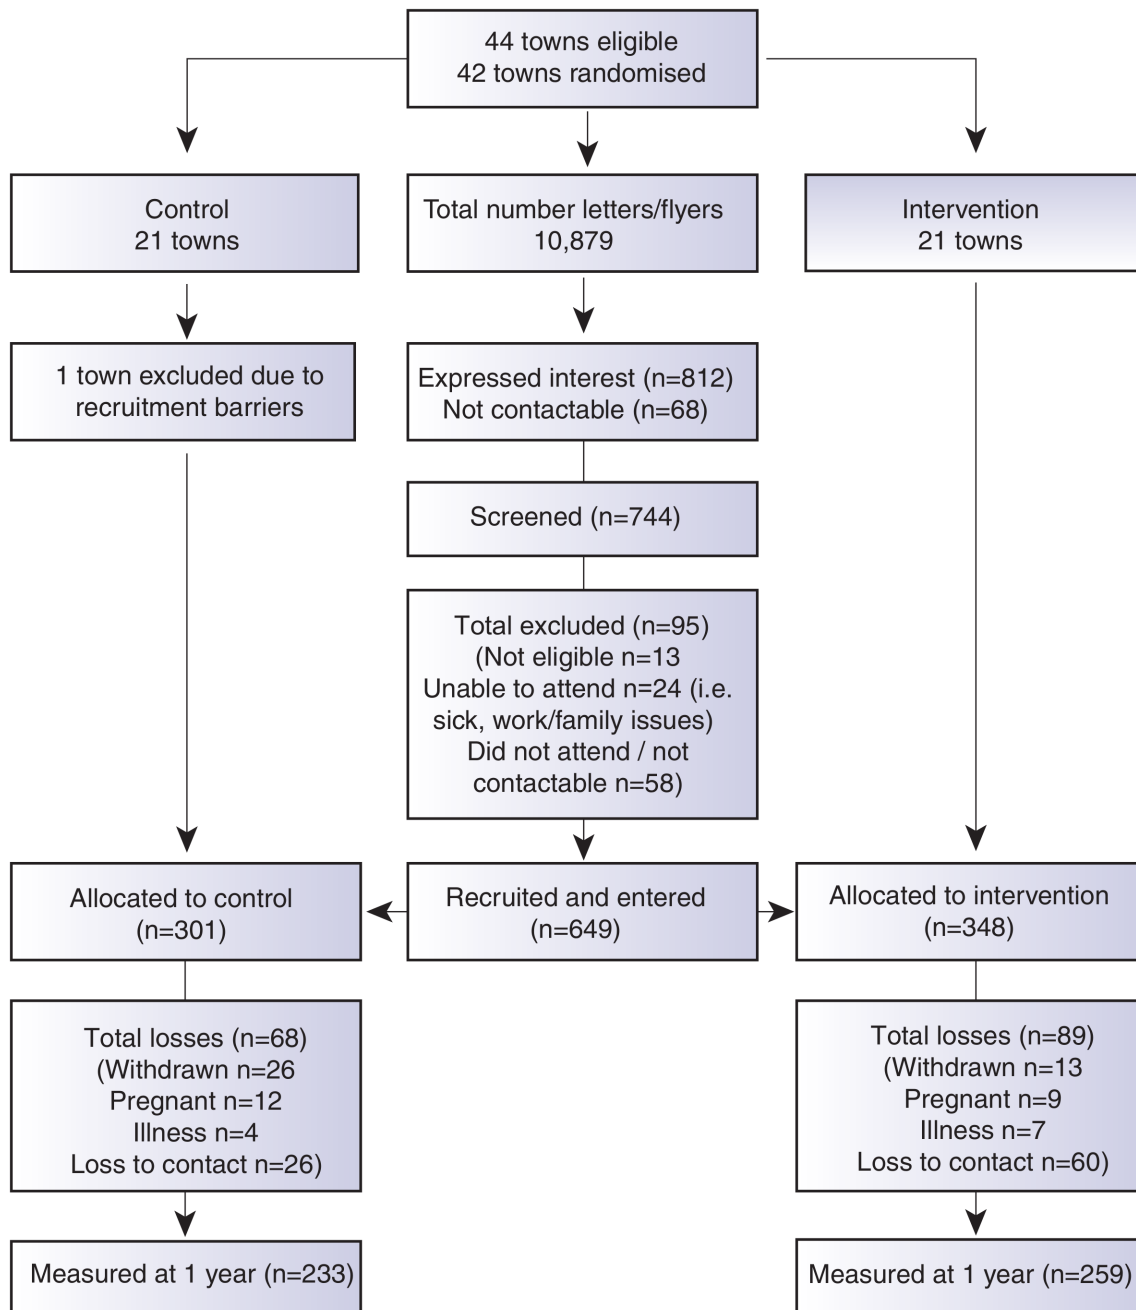 44 towns eligible
42 towns randomised
Control
21 towns
Total number letters/flyers
10,879
Intervention
21 towns
1 town excluded due to
recruitment barriers
Expressed interest (n=812)
Not contactable (n=68)
Screened (n=744)
Total excluded (n=95)
(Not eligible n=13
Unable to attend n=24 (i.e.
sick, work/family issues)
Did not attend / not
contactable n=58)
Allocated to control
(n=301)
Recruited and entered
(n=649)
Allocated to intervention
(n=348)
Total losses (n=68)
(Withdrawn n=26
Pregnant n=12
Illness n=4
Loss to contact n=26)
Total losses (n=89)
(Withdrawn n=13
Pregnant n=9
Illness n=7
Loss to contact n=60)
Measured at 1 year (n=233)
Measured at 1 year (n=259)